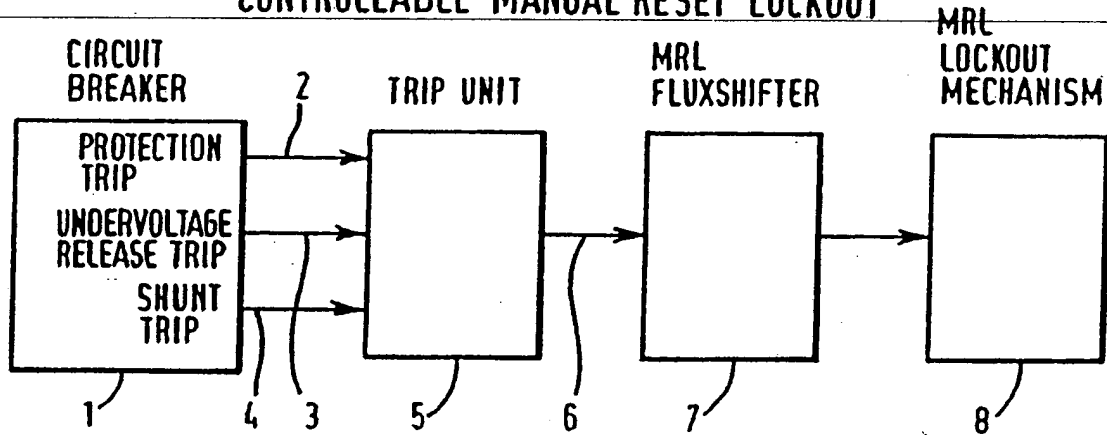 CONTROLLABLE MANUAL RESET LOCKOUT
CIRCUIT
BREAKER
2
TRIP UNIT
MRL
FLUXSHIFTER
MRL
LOCKOUT
MECHANISM
PROTECTION
TRIP
UNDERVOLTAGE
RELEASE TRIP
SHUNT
TRIP
1
4
3
5
6
7
8